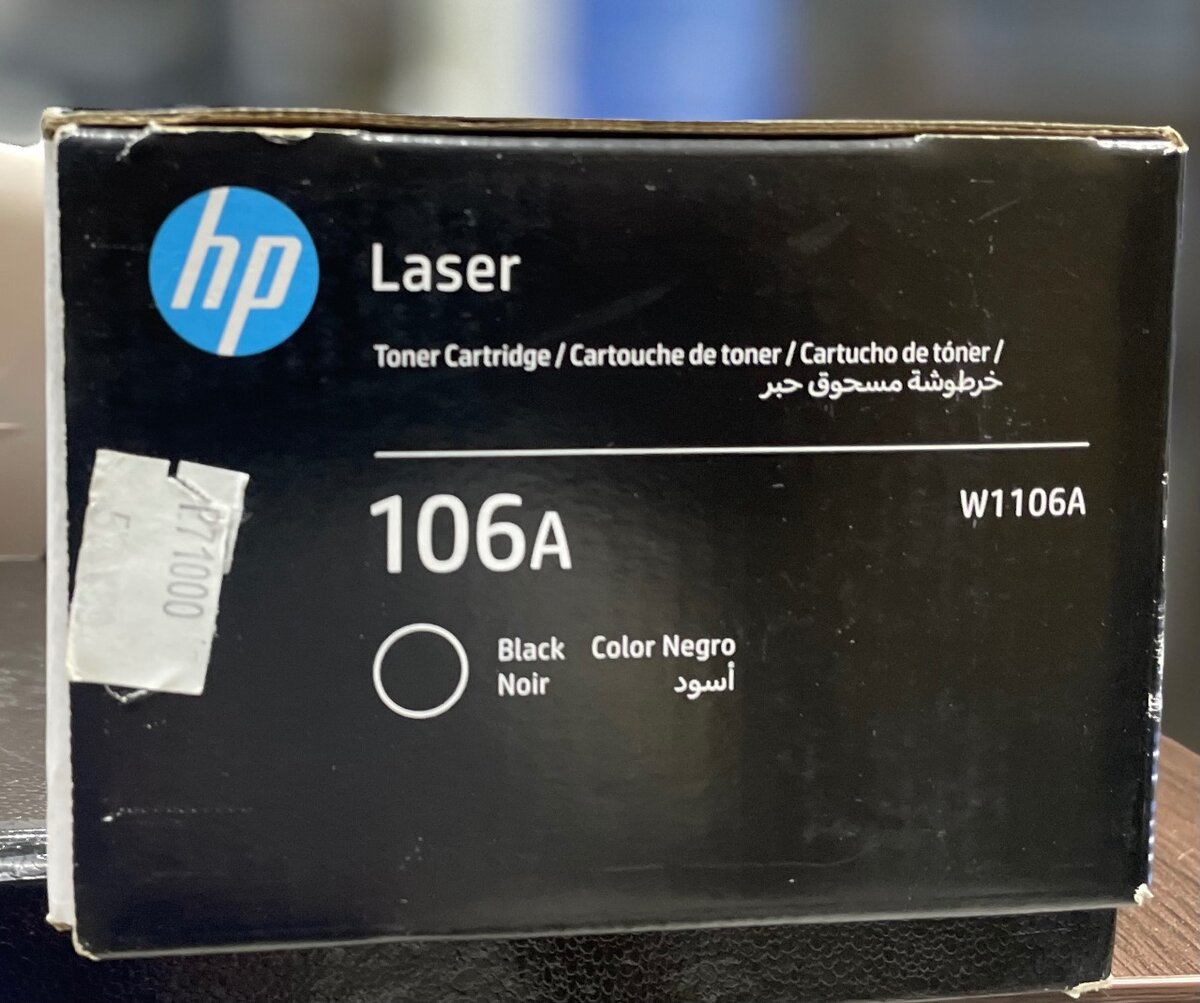 hp
Laser
Toner Cartridge / Cartouche de toner / Cartucho de tóner /
خرطوشة مسحوق حبر
106A
W1106A
Black Color Negro
Noir أسود
71000